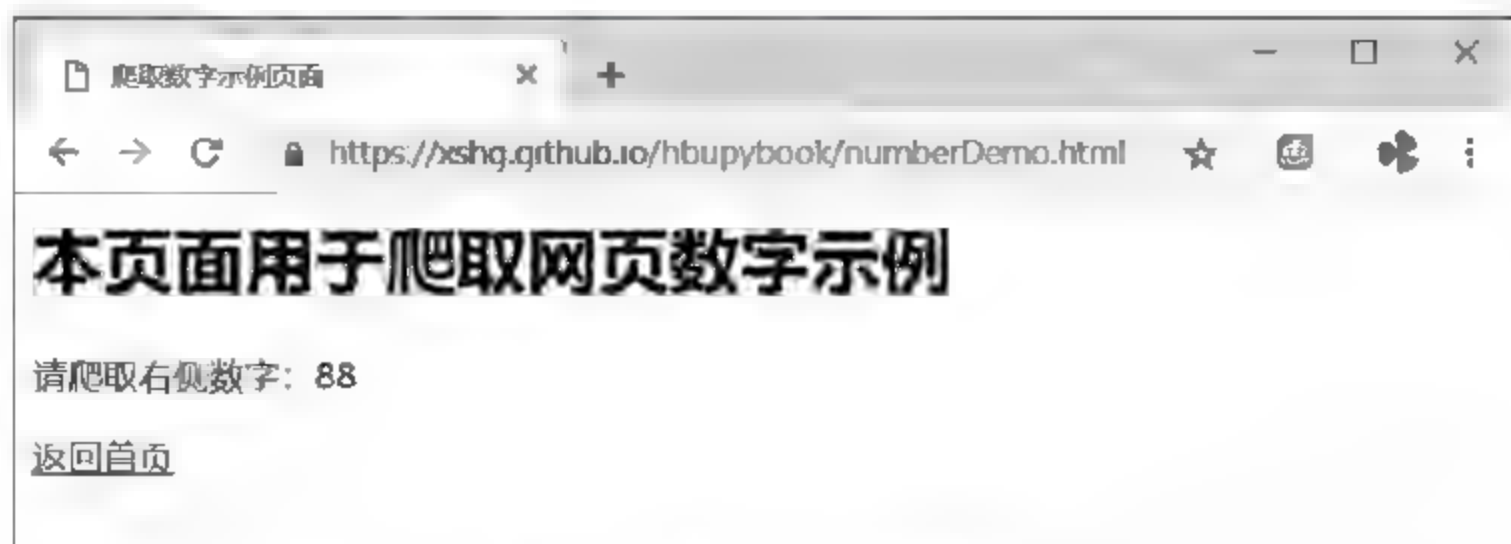 爬取数字示例页面
https://xshg.github.io/hbupybook/numberDemo.html
本页面用于爬取网页数字示例
请爬取右侧数字：88
返回首页